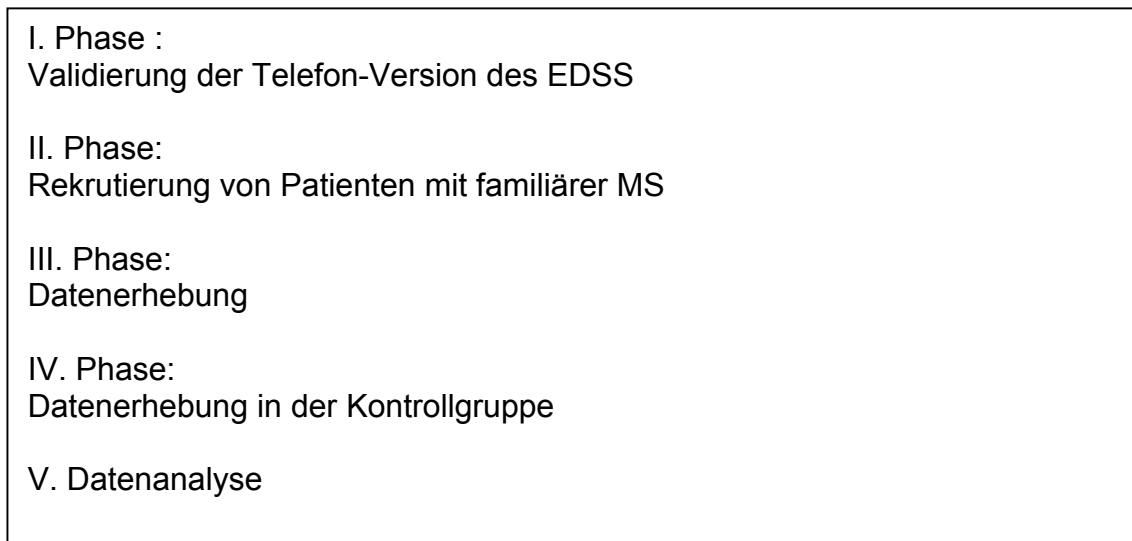 I. Phase :
Validierung der Telefon-Version des EDSS
II. Phase:
Rekrutierung von Patienten mit familiärer MS
III. Phase:
Datenerhebung
IV. Phase:
Datenerhebung in der Kontrollgruppe
V. Datenanalyse